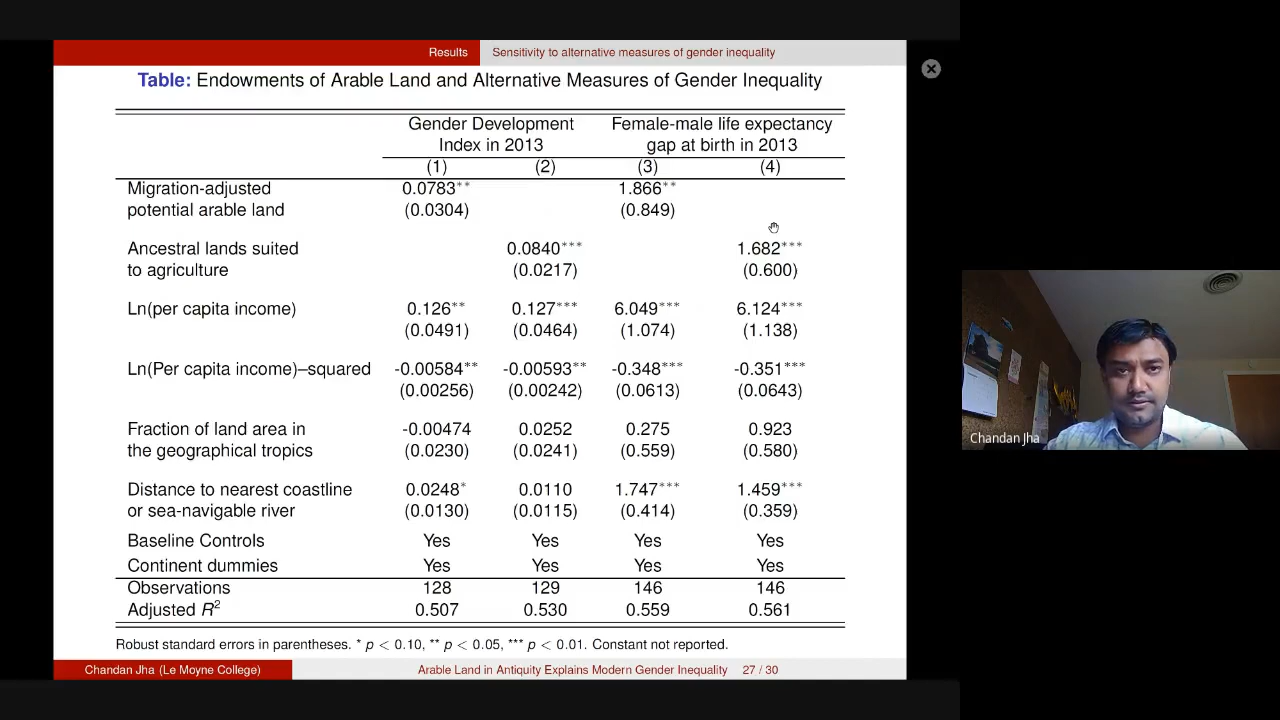 Results Sensitivity to alternative measures of gender inequality
Table: Endowments of Arable Land and Alternative Measures of Gender Inequality
Gender Development Female-male life expectancy
Index in 2013 gap at birth in 2013
(1) (2) (3) (4)
Migration-adjusted 0.0783** 1.866**
potential arable land (0.0304) (0.849)
Ancestral lands suited 0.0840*** 1.682***
to agriculture (0.0217) (0.600)
Ln(per capita income) 0.126** 0.127*** 6.049*** 6.124***
(0.0491) (0.0464) (1.074) (1.138)
Ln(Per capita income)–squared -0.00584** -0.00593** -0.348*** -0.351***
(0.00256) (0.00242) (0.0613) (0.0643)
Fraction of land area in -0.00474 0.0252 0.275 0.923
the geographical tropics (0.0230) (0.0241) (0.559) (0.580)
Distance to nearest coastline 0.0248* 0.0110 1.747*** 1.459***
or sea-navigable river (0.0130) (0.0115) (0.414) (0.359)
Baseline Controls Yes Yes Yes Yes
Continent dummies Yes Yes Yes Yes
Observations 128 129 146 146
Adjusted R² 0.507 0.530 0.559 0.561
Robust standard errors in parentheses. * p < 0.10, ** p < 0.05, *** p < 0.01. Constant not reported.
Chandan Jha (Le Moyne College) Arable Land in Antiquity Explains Modern Gender Inequality 27 / 30
Chandan Jha